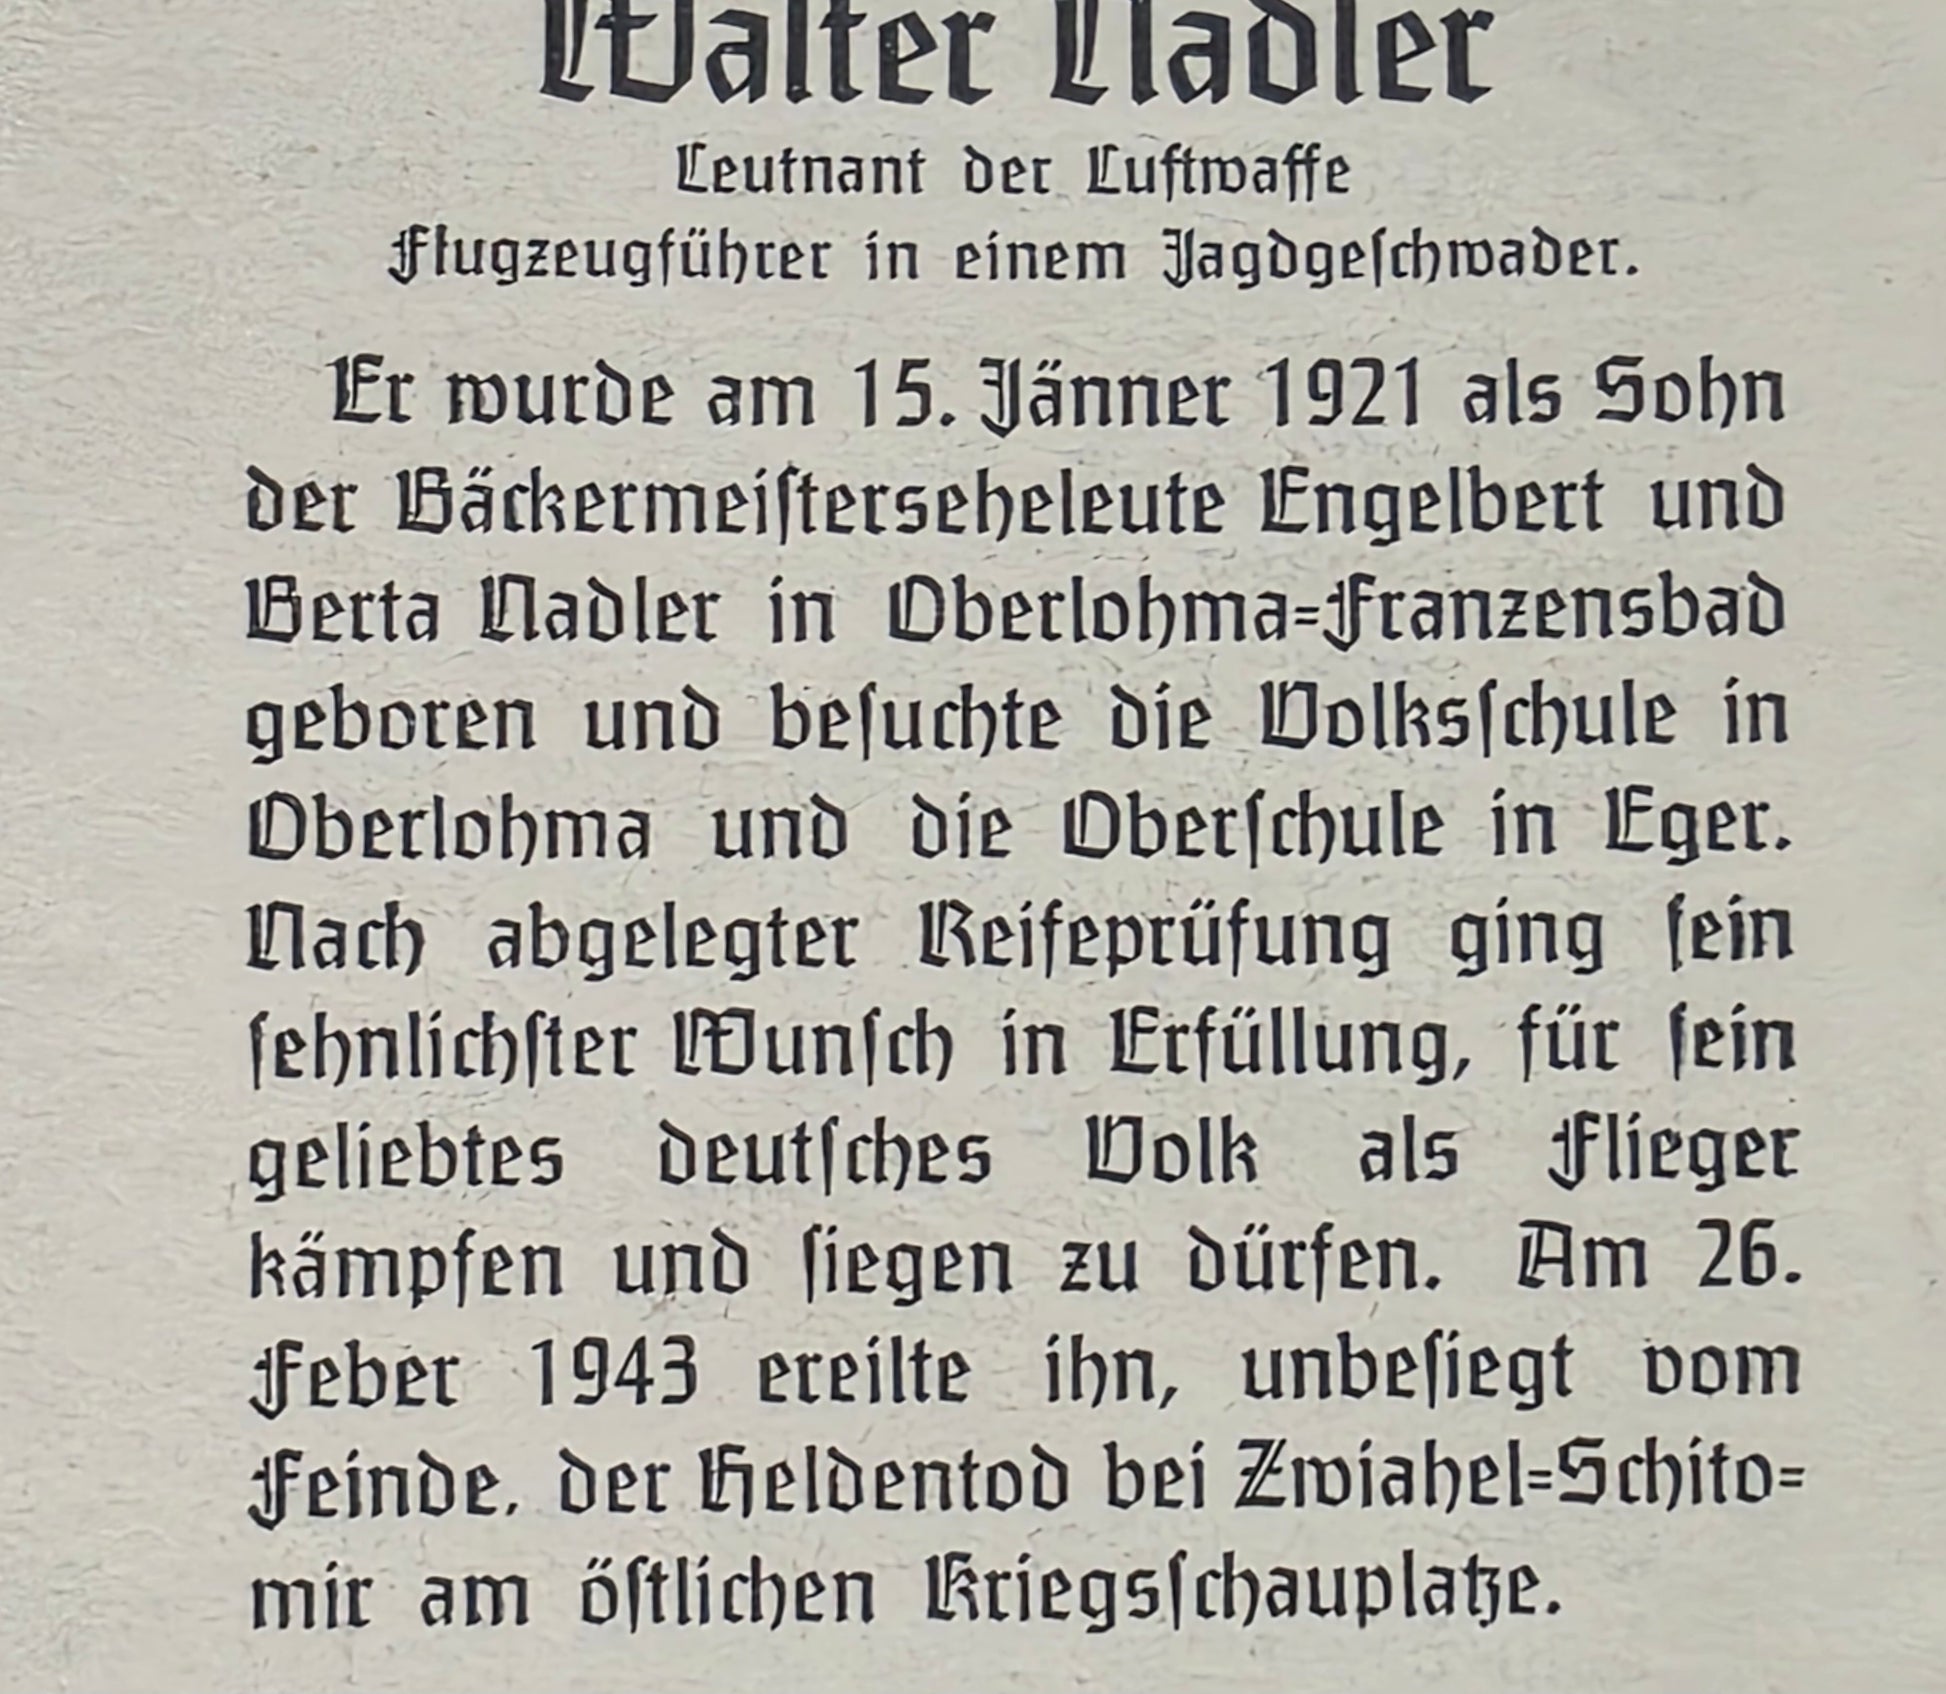 Walter Nadler
Leutnant der Luftwaffe
Flugzeugführer in einem Jagdgeſchwader.
Er wurde am 15. Jänner 1921 als Sohn
der Bäckermeiſterseheleute Engelbert und
Berta Nadler in Oberlohma=Franzensbad
geboren und beſuchte die Volksſchule in
Oberlohma und die Oberſchule in Eger.
Nach abgelegter Reifeprüfung ging ſein
ſehnlichſter Wunſch in Erfüllung, für ſein
geliebtes deutſches Volk als Flieger
kämpfen und ſiegen zu dürfen. Am 26.
Feber 1943 ereilte ihn, unbeſiegt vom
Feinde, der Heldentod bei Zwiahel=Schito=
mir am öſtlichen Kriegsſchauplatze.